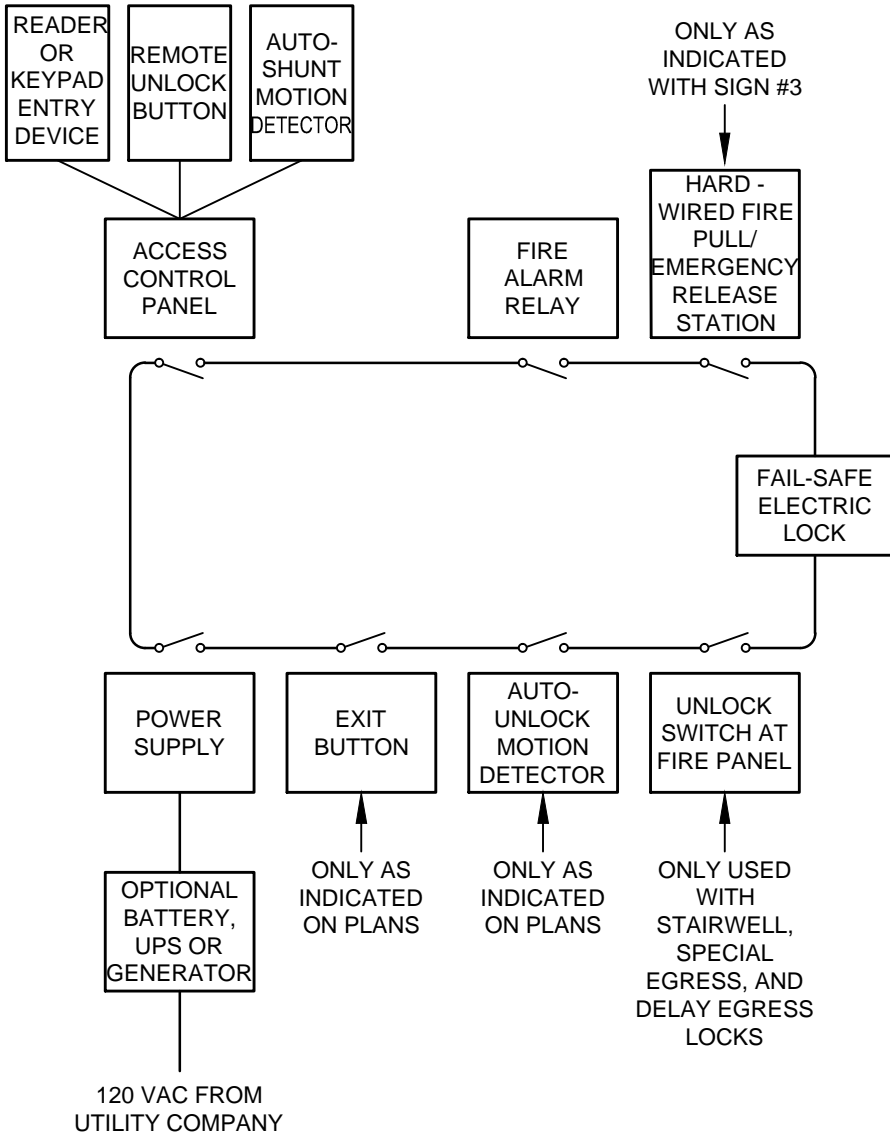 READER
OR
KEYPAD
ENTRY
DEVICE
REMOTE
UNLOCK
BUTTON
AUTO-
SHUNT
MOTION
DETECTOR
ONLY AS
INDICATED
WITH SIGN #3
ACCESS
CONTROL
PANEL
FIRE
ALARM
RELAY
HARD -
WIRED FIRE
PULL/
EMERGENCY
RELEASE
STATION
FAIL-SAFE
ELECTRIC
LOCK
POWER
SUPPLY
EXIT
BUTTON
AUTO-
UNLOCK
MOTION
DETECTOR
UNLOCK
SWITCH AT
FIRE PANEL
OPTIONAL
BATTERY,
UPS OR
GENERATOR
ONLY AS
INDICATED
ON PLANS
ONLY AS
INDICATED
ON PLANS
ONLY USED
WITH
STAIRWELL,
SPECIAL
EGRESS, AND
DELAY EGRESS
LOCKS
120 VAC FROM
UTILITY COMPANY